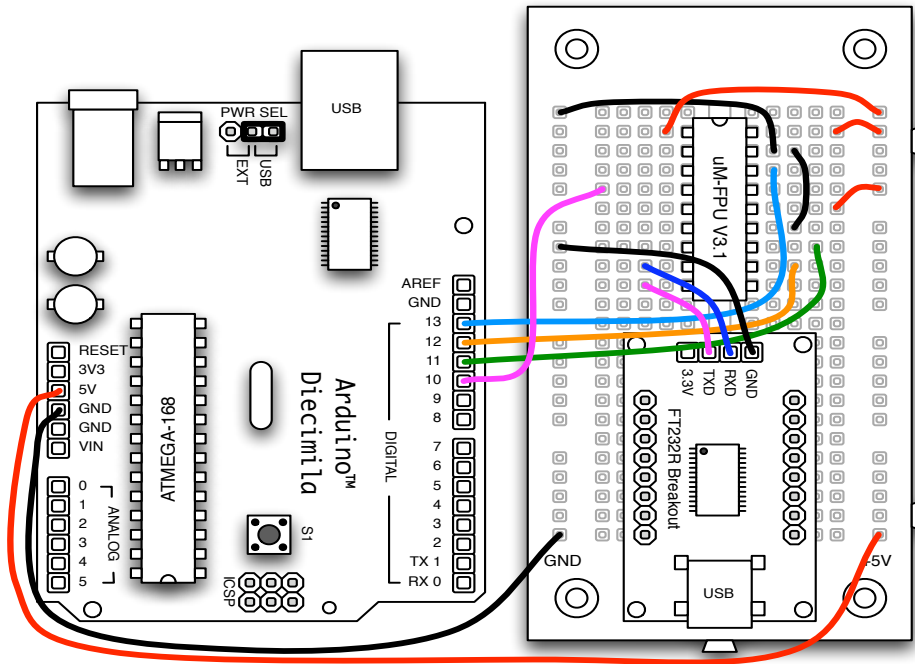 USB
PWR SEL
EXT
USB
uM-FPU V3.1
AREF
GND
13
12
11
10
9
8
7
6
5
4
3
2
TX 1
RX 0
DIGITAL
RESET
3V3
5V
GND
GND
VIN
0
1
2
3
4
5
ANALOG
ATMEGA-168
Arduino™
Diecimila
S1
ICSP
3.3V
TXD
RXD
GND
FT232R Breakout
USB
GND
+5V